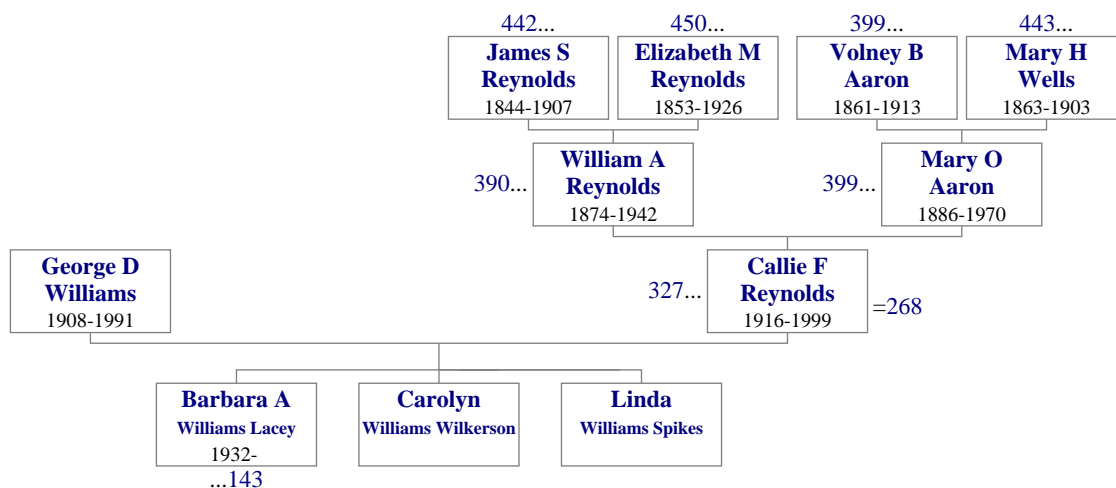 442...
450...
399...
443...
James S
Reynolds
1844-1907
Elizabeth M
Reynolds
1853-1926
Volney B
Aaron
1861-1913
Mary H
Wells
1863-1903
390...
William A
Reynolds
1874-1942
399...
Mary O
Aaron
1886-1970
George D
Williams
1908-1991
327...
Callie F
Reynolds
1916-1999
=268
Barbara A
Williams Lacey
1932-
...143
Carolyn
Williams Wilkerson
Linda
Williams Spikes